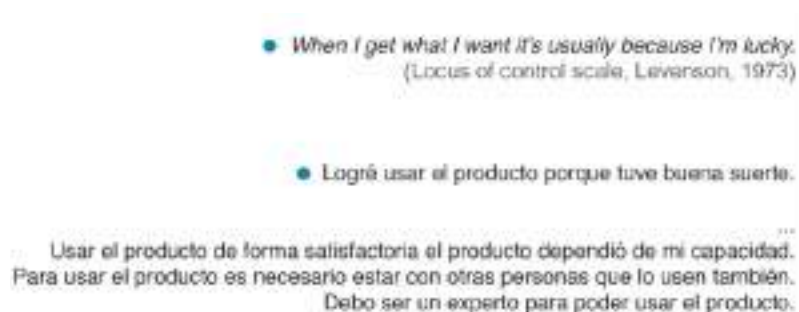 ● When I get what I want it's usually because I'm lucky.
(Locus of control scale, Levenson, 1973)
● Logré usar el producto porque tuve buena suerte.
...
Usar el producto de forma satisfactoria el producto dependió de mi capacidad.
Para usar el producto es necesario estar con otras personas que lo usen también.
Debo ser un experto para poder usar el producto.